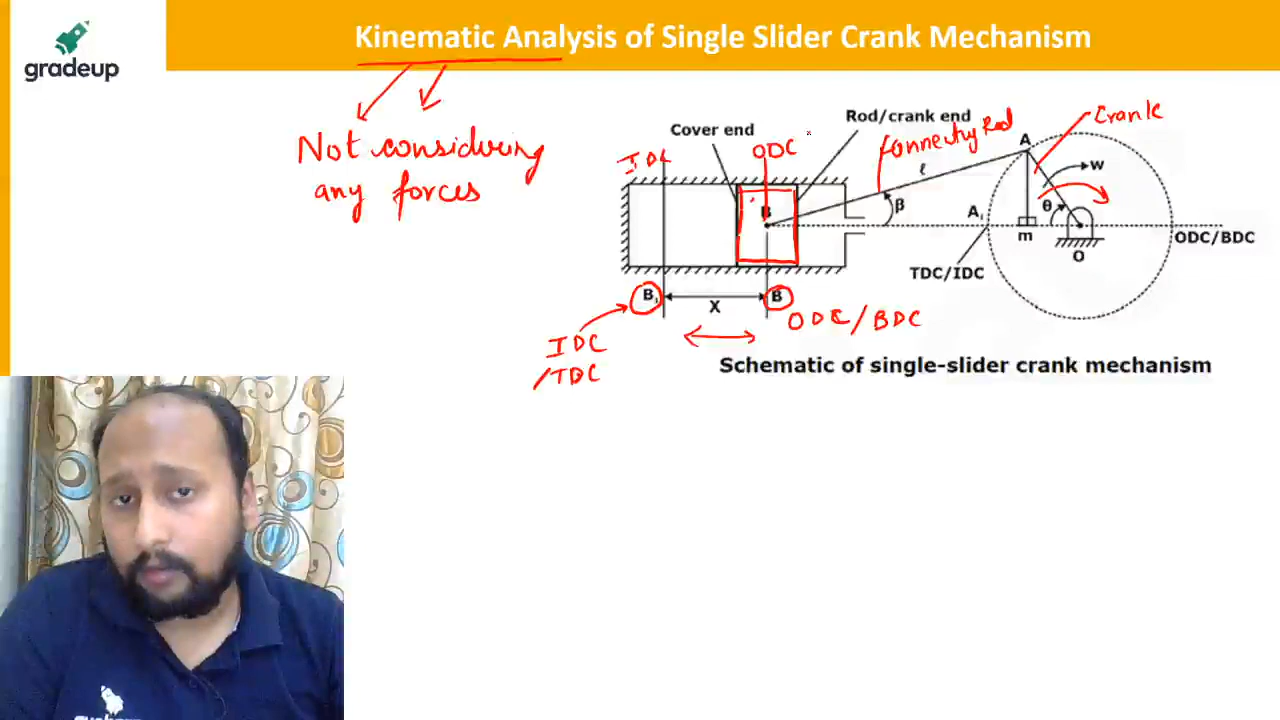 Kinematic Analysis of Single Slider Crank Mechanism
gradeup
Not considering
any forces
Cover end
Rod/crank end
Crank
IDC
ODC
Connecting Rod
A
ℓ
w
B
β
A₁
θ
m
O
ODC/BDC
TDC/IDC
B₁
X
B
ODC/BDC
IDC
/TDC
Schematic of single-slider crank mechanism